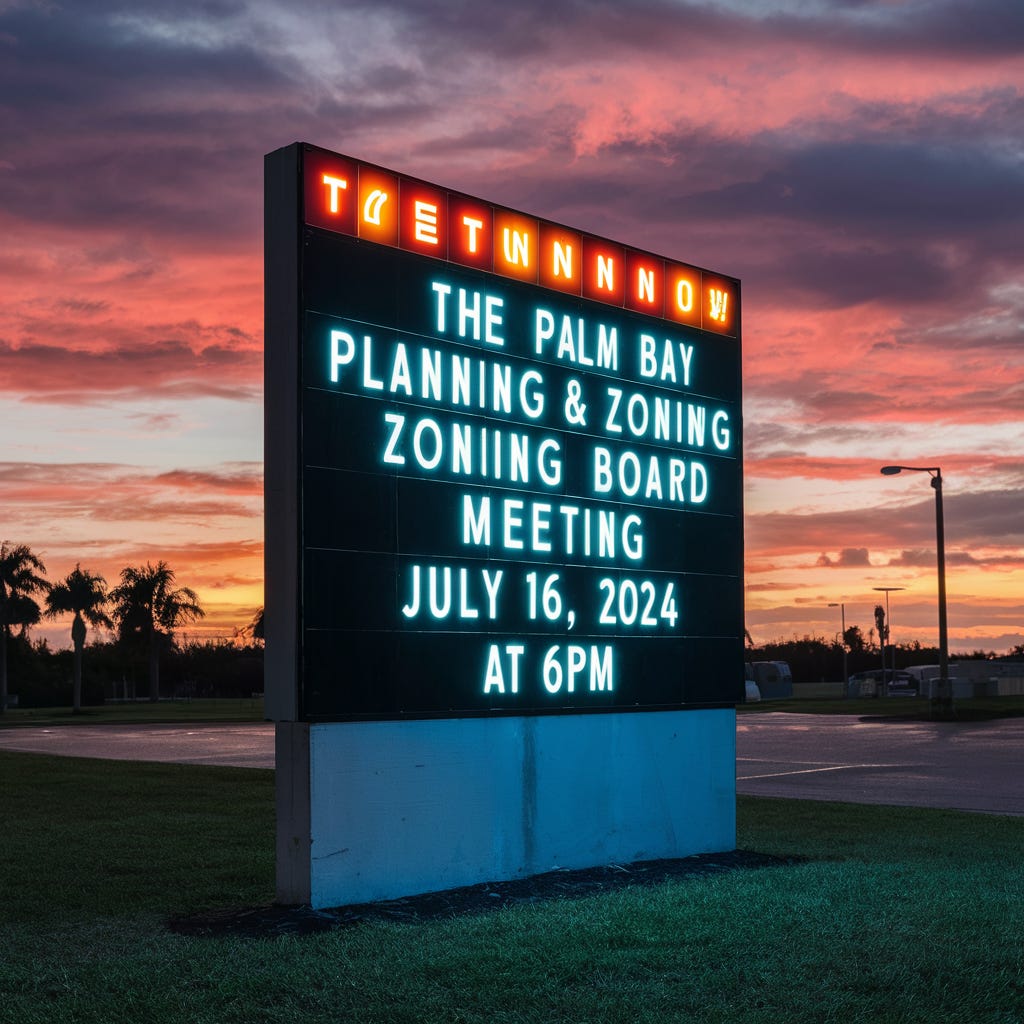 THE PALM BAY
PLANNING & ZONING
ZONIING BOARD
MEETING
JULY 16, 2024
AT 6PM